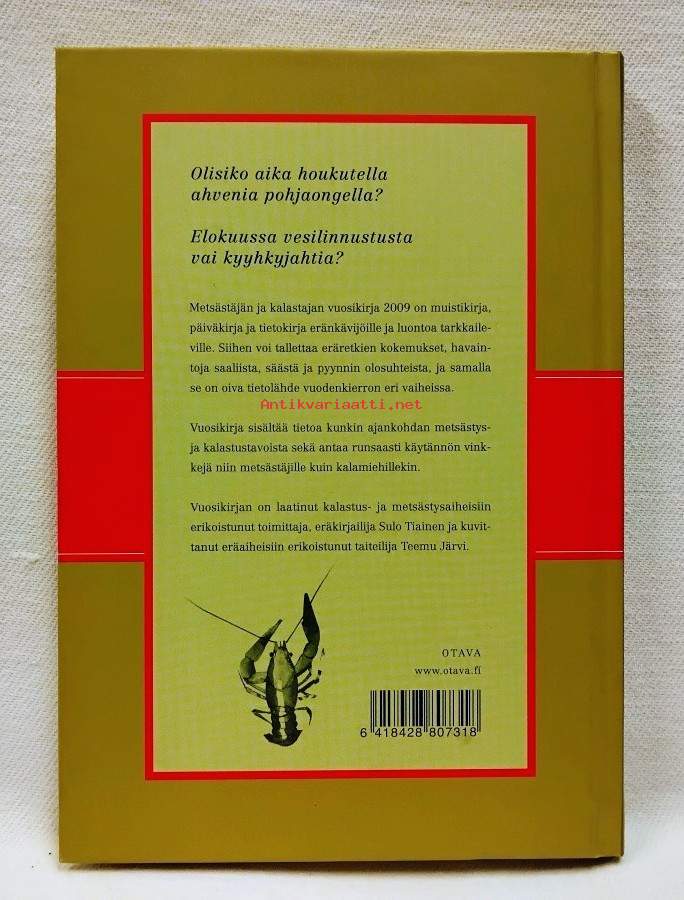 Olisiko aika houkutella
ahvenia pohjaongella?
Elokuussa vesilinnustusta
vai kyyhkyjahtia?
Metsästäjän ja kalastajan vuosikirja 2009 on muistikirja,
päiväkirja ja tietokirja eränkävijöille ja luontoa tarkkaile-
ville. Siihen voi tallettaa eräretkien kokemukset, havain-
toja saaliista, säästä ja pyynnin olosuhteista, ja samalla
se on oiva tietolähde vuodenkierron eri vaiheissa.
Antikvariaatti.net
Vuosikirja sisältää tietoa kunkin ajankohdan metsästys-
ja kalastustavoista sekä antaa runsaasti käytännön vink-
kejä niin metsästäjille kuin kalamiehillekin.
Vuosikirjan on laatinut kalastus- ja metsästysaiheisiin
erikoistunut toimittaja, eräkirjailija Sulo Tiainen ja kuvit-
tanut eräaiheisiin erikoistunut taiteilija Teemu Järvi.
OTAVA
www.otava.fi
6 418428 807318